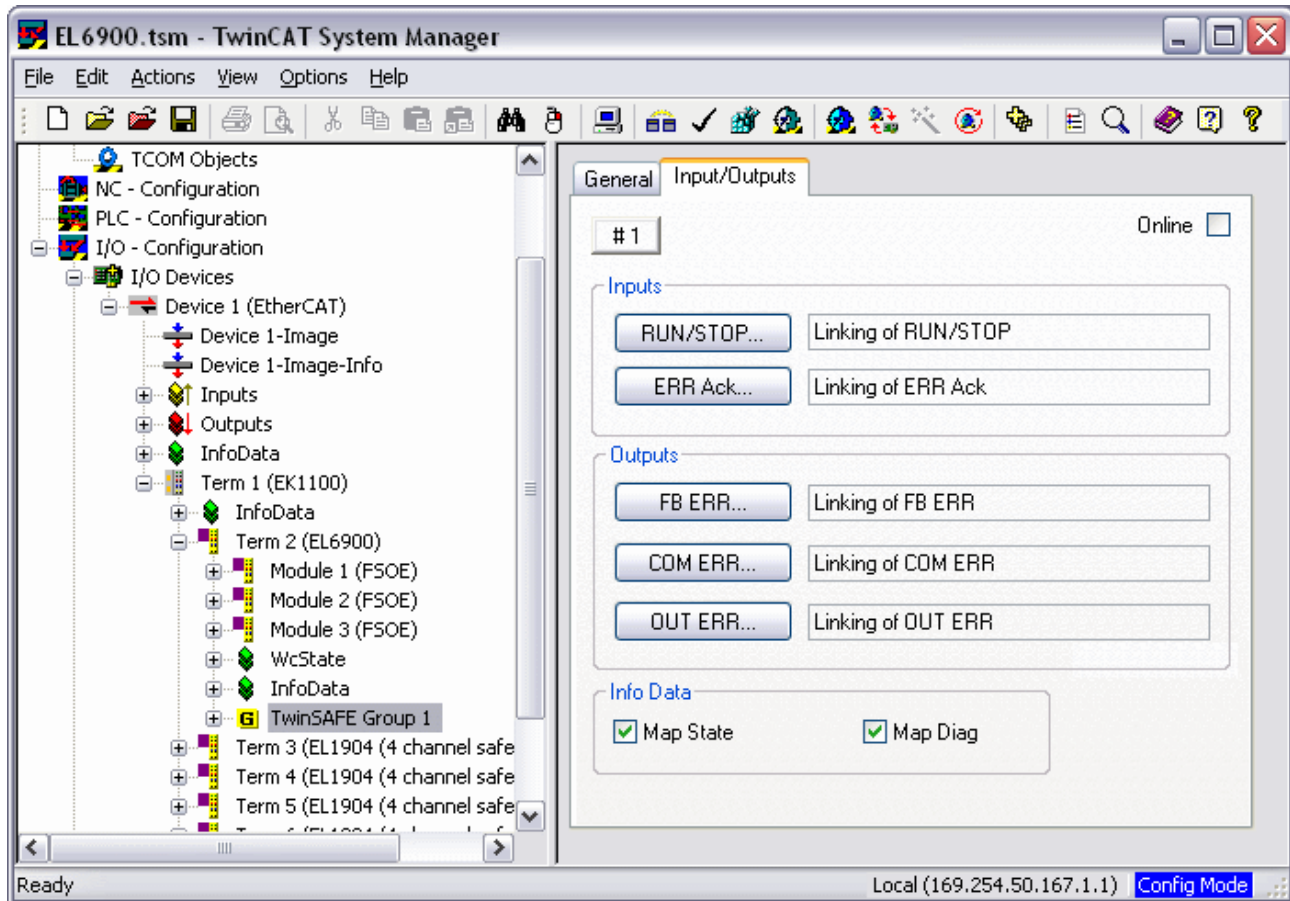 EL6900.tsm - TwinCAT System Manager
File Edit Actions View Options Help
TCOM Objects
NC - Configuration
PLC - Configuration
I/O - Configuration
I/O Devices
Device 1 (EtherCAT)
Device 1-Image
Device 1-Image-Info
Inputs
Outputs
InfoData
Term 1 (EK1100)
InfoData
Term 2 (EL6900)
Module 1 (FSOE)
Module 2 (FSOE)
Module 3 (FSOE)
WcState
InfoData
G TwinSAFE Group 1
Term 3 (EL1904 (4 channel safe
Term 4 (EL1904 (4 channel safe
Term 5 (EL1904 (4 channel safe
General Input/Outputs
#1 Online
Inputs
RUN/STOP... Linking of RUN/STOP
ERR Ack... Linking of ERR Ack
Outputs
FB ERR... Linking of FB ERR
COM ERR... Linking of COM ERR
OUT ERR... Linking of OUT ERR
Info Data
Map State Map Diag
Ready Local (169.254.50.167.1.1) Config Mode